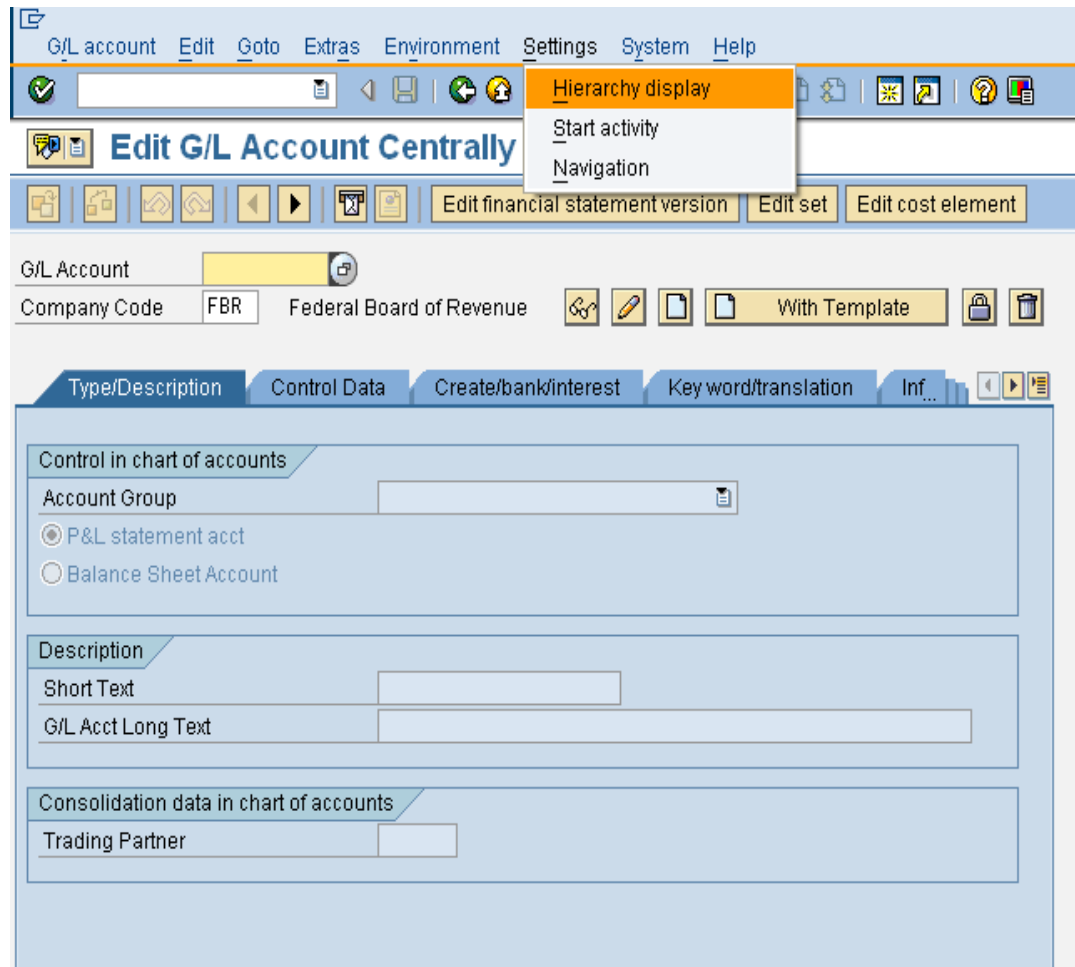 G/L account Edit Goto Extras Environment Settings System Help
Hierarchy display
Start activity
Navigation
Edit G/L Account Centrally
Edit financial statement version Edit set Edit cost element
G/L Account
Company Code FBR Federal Board of Revenue With Template
Type/Description Control Data Create/bank/interest Key word/translation Inf...
Control in chart of accounts
Account Group
P&L statement acct
Balance Sheet Account
Description
Short Text
G/L Acct Long Text
Consolidation data in chart of accounts
Trading Partner